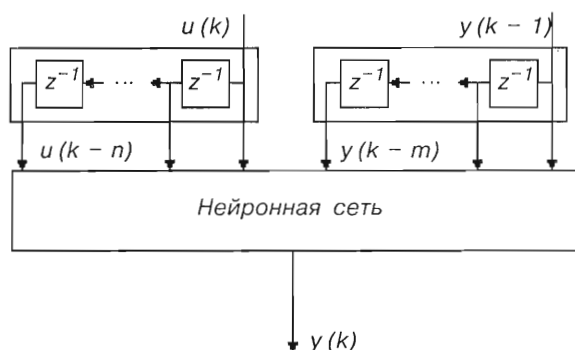 u (k)
y (k − 1)
z⁻¹ ... z⁻¹
z⁻¹ ... z⁻¹
u (k − n)
y (k − m)
Нейронная сеть
y (k)